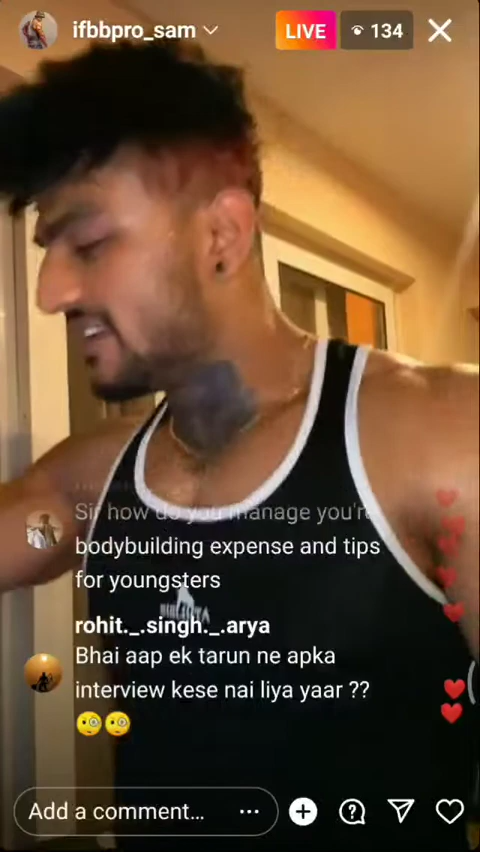 ifbbpro_sam
LIVE
134
Sir how do you manage you're
bodybuilding expense and tips
for youngsters
rohit._.singh._.arya
Bhai aap ek tarun ne apka
interview kese nai liya yaar ??
🧐🧐
Add a comment...